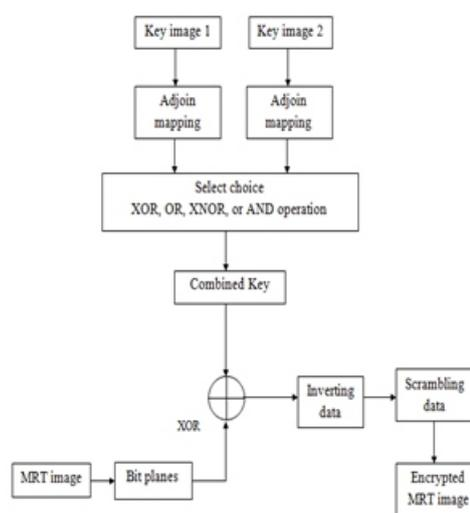 Key image 1
Key image 2
Adjoin
mapping
Adjoin
mapping
Select choice
XOR, OR, XNOR, or AND operation
Combined Key
XOR
Inverting
data
Scrambling
data
MRT image
Bit planes
Encrypted
MRT image